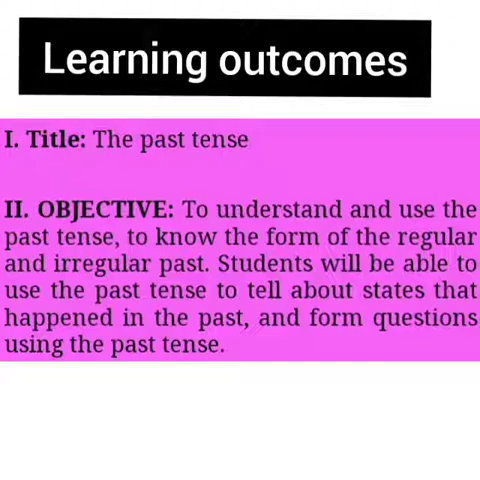 Learning outcomes
I. Title: The past tense
II. OBJECTIVE: To understand and use the
past tense, to know the form of the regular
and irregular past. Students will be able to
use the past tense to tell about states that
happened in the past, and form questions
using the past tense.